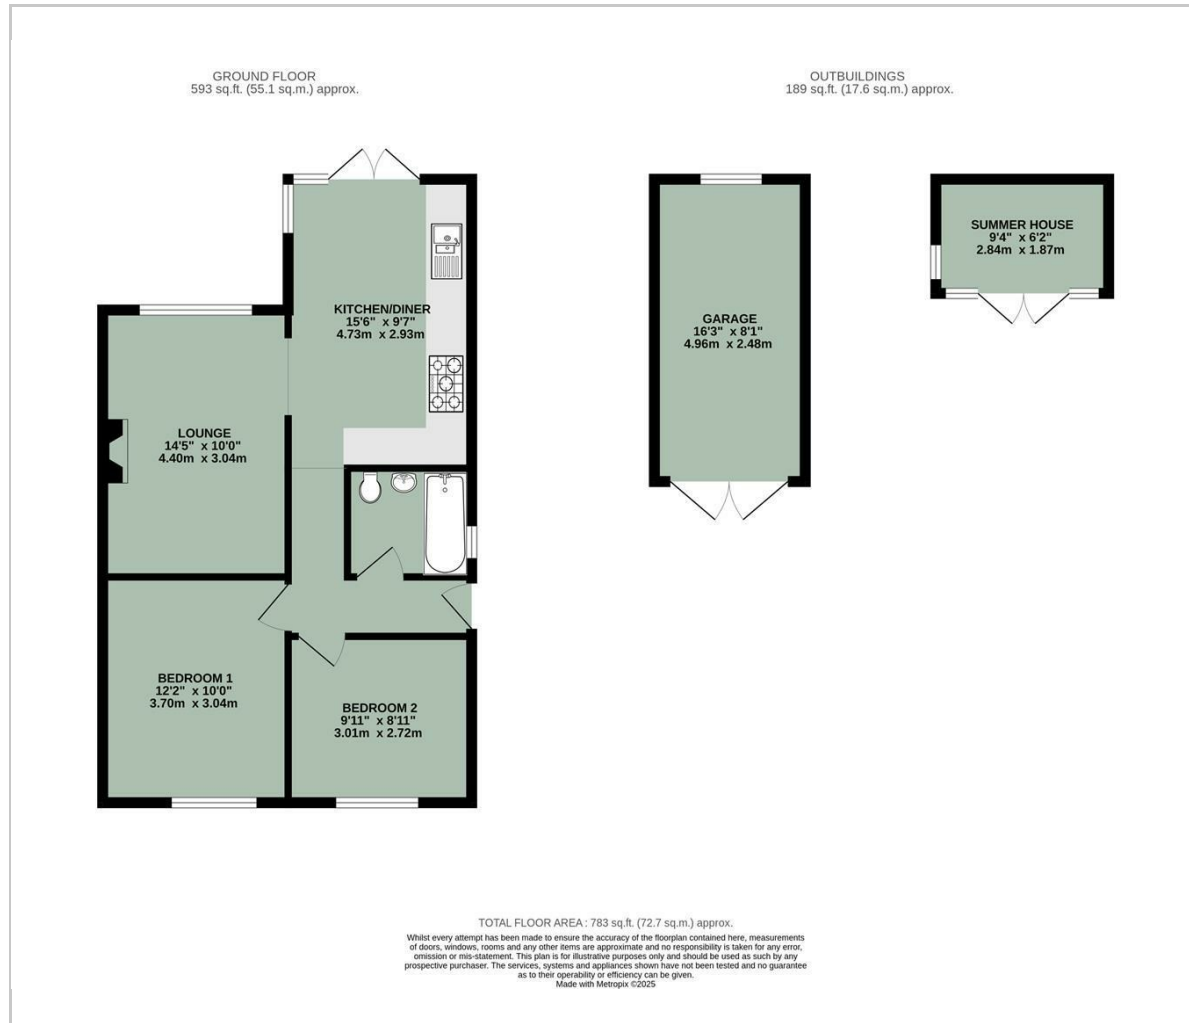 GROUND FLOOR
593 sq.ft. (55.1 sq.m.) approx.
OUTBUILDINGS
189 sq.ft. (17.6 sq.m.) approx.
KITCHEN/DINER
15'6" x 9'7"
4.73m x 2.93m
LOUNGE
14'5" x 10'0"
4.40m x 3.04m
BEDROOM 1
12'2" x 10'0"
3.70m x 3.04m
BEDROOM 2
9'11" x 8'11"
3.01m x 2.72m
GARAGE
16'3" x 8'1"
4.96m x 2.48m
SUMMER HOUSE
9'4" x 6'2"
2.84m x 1.87m
TOTAL FLOOR AREA : 783 sq.ft. (72.7 sq.m.) approx.
Whilst every attempt has been made to ensure the accuracy of the floorplan contained here, measurements
of doors, windows, rooms and any other items are approximate and no responsibility is taken for any error,
omission or mis-statement. This plan is for illustrative purposes only and should be used as such by any
prospective purchaser. The services, systems and appliances shown have not been tested and no guarantee
as to their operability or efficiency can be given.
Made with Metropix ©2025